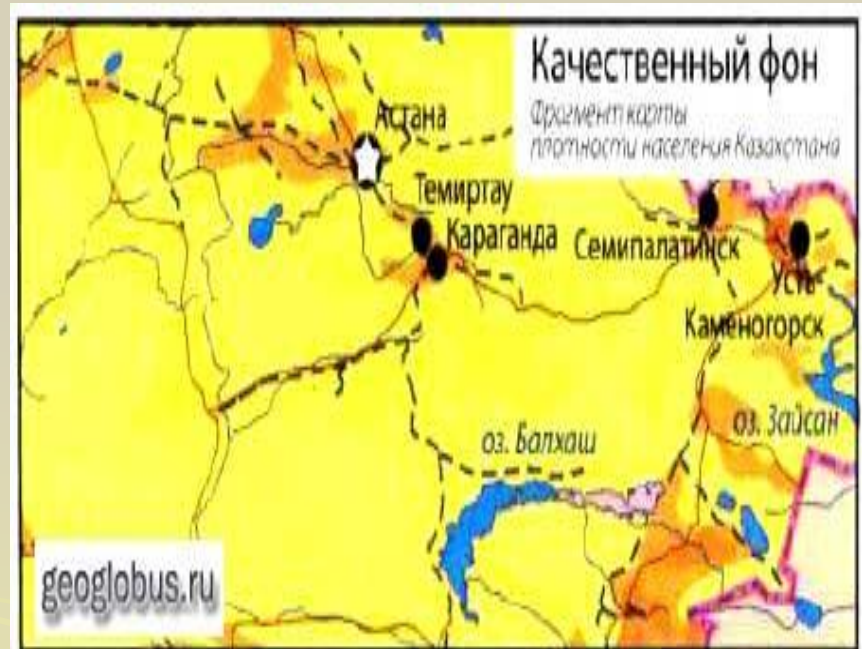 Качественный фон
Фрагмент карты
плотности населения Казахстана
Астана
Темиртау
Караганда
Семипалатинск
Усть-
Каменогорск
оз. Зайсан
оз. Балхаш
geoglobus.ru